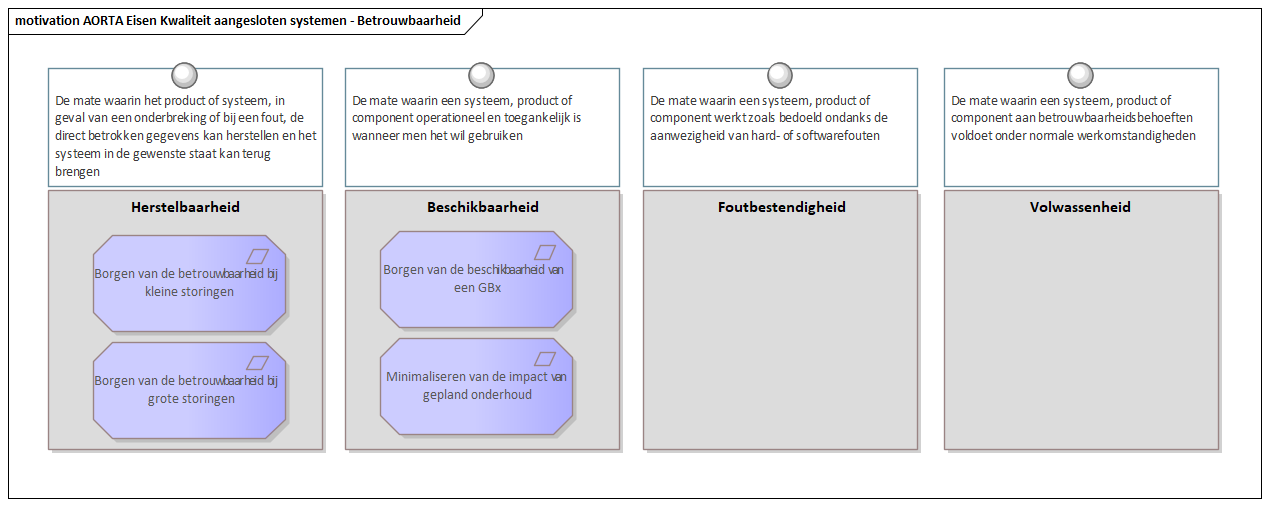 motivation AORTA Eisen Kwaliteit aangesloten systemen - Betrouwbaarheid
De mate waarin het product of systeem, in
geval van een onderbreking of bij een fout, de
direct betrokken gegevens kan herstellen en het
systeem in de gewenste staat kan terug
brengen
Herstelbaarheid
Borgen van de betrouwbaarheid bij
kleine storingen
Borgen van de betrouwbaarheid bij
grote storingen
De mate waarin een systeem, product of
component operationeel en toegankelijk is
wanneer men het wil gebruiken
Beschikbaarheid
Borgen van de beschikbaarheid van
een GBx
Minimaliseren van de impact van
gepland onderhoud
De mate waarin een systeem, product of
component werkt zoals bedoeld ondanks de
aanwezigheid van hard- of softwarefouten
Foutbestendigheid
De mate waarin een systeem, product of
component aan betrouwbaarheidsbehoeften
voldoet onder normale werkomstandigheden
Volwassenheid